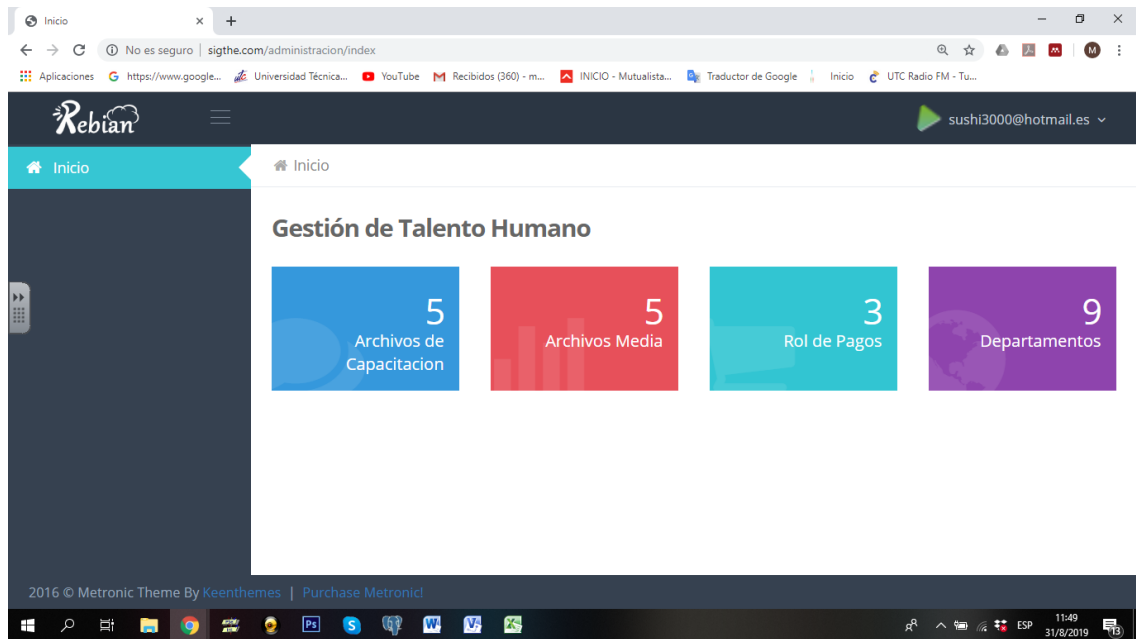 Inicio
No es seguro | sigthe.com/administracion/index
M
Aplicaciones https://www.google... Universidad Técnica... YouTube Recibidos (360) - m... INICIO - Mutualista... Traductor de Google Inicio UTC Radio FM - Tu...
Rebian
sushi3000@hotmail.es
Inicio
Inicio
Gestión de Talento Humano
5
Archivos de
Capacitacion
5
Archivos Media
3
Rol de Pagos
9
Departamentos
2016 © Metronic Theme By Keenthemes | Purchase Metronic!
Ps
ESP
11:49
31/8/2019
13